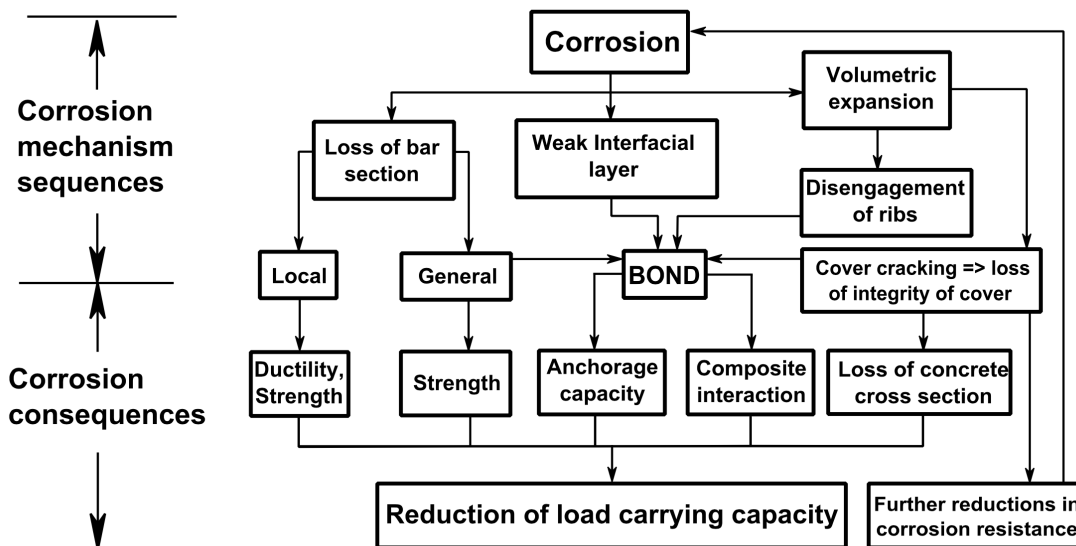 Corrosion
Volumetric
expansion
Corrosion
mechanism
sequences
Loss of bar
section
Weak Interfacial
layer
Disengagement
of ribs
Local
General
BOND
Cover cracking => loss
of integrity of cover
Corrosion
consequences
Ductility,
Strength
Strength
Anchorage
capacity
Composite
interaction
Loss of concrete
cross section
Reduction of load carrying capacity
Further reductions in
corrosion resistance